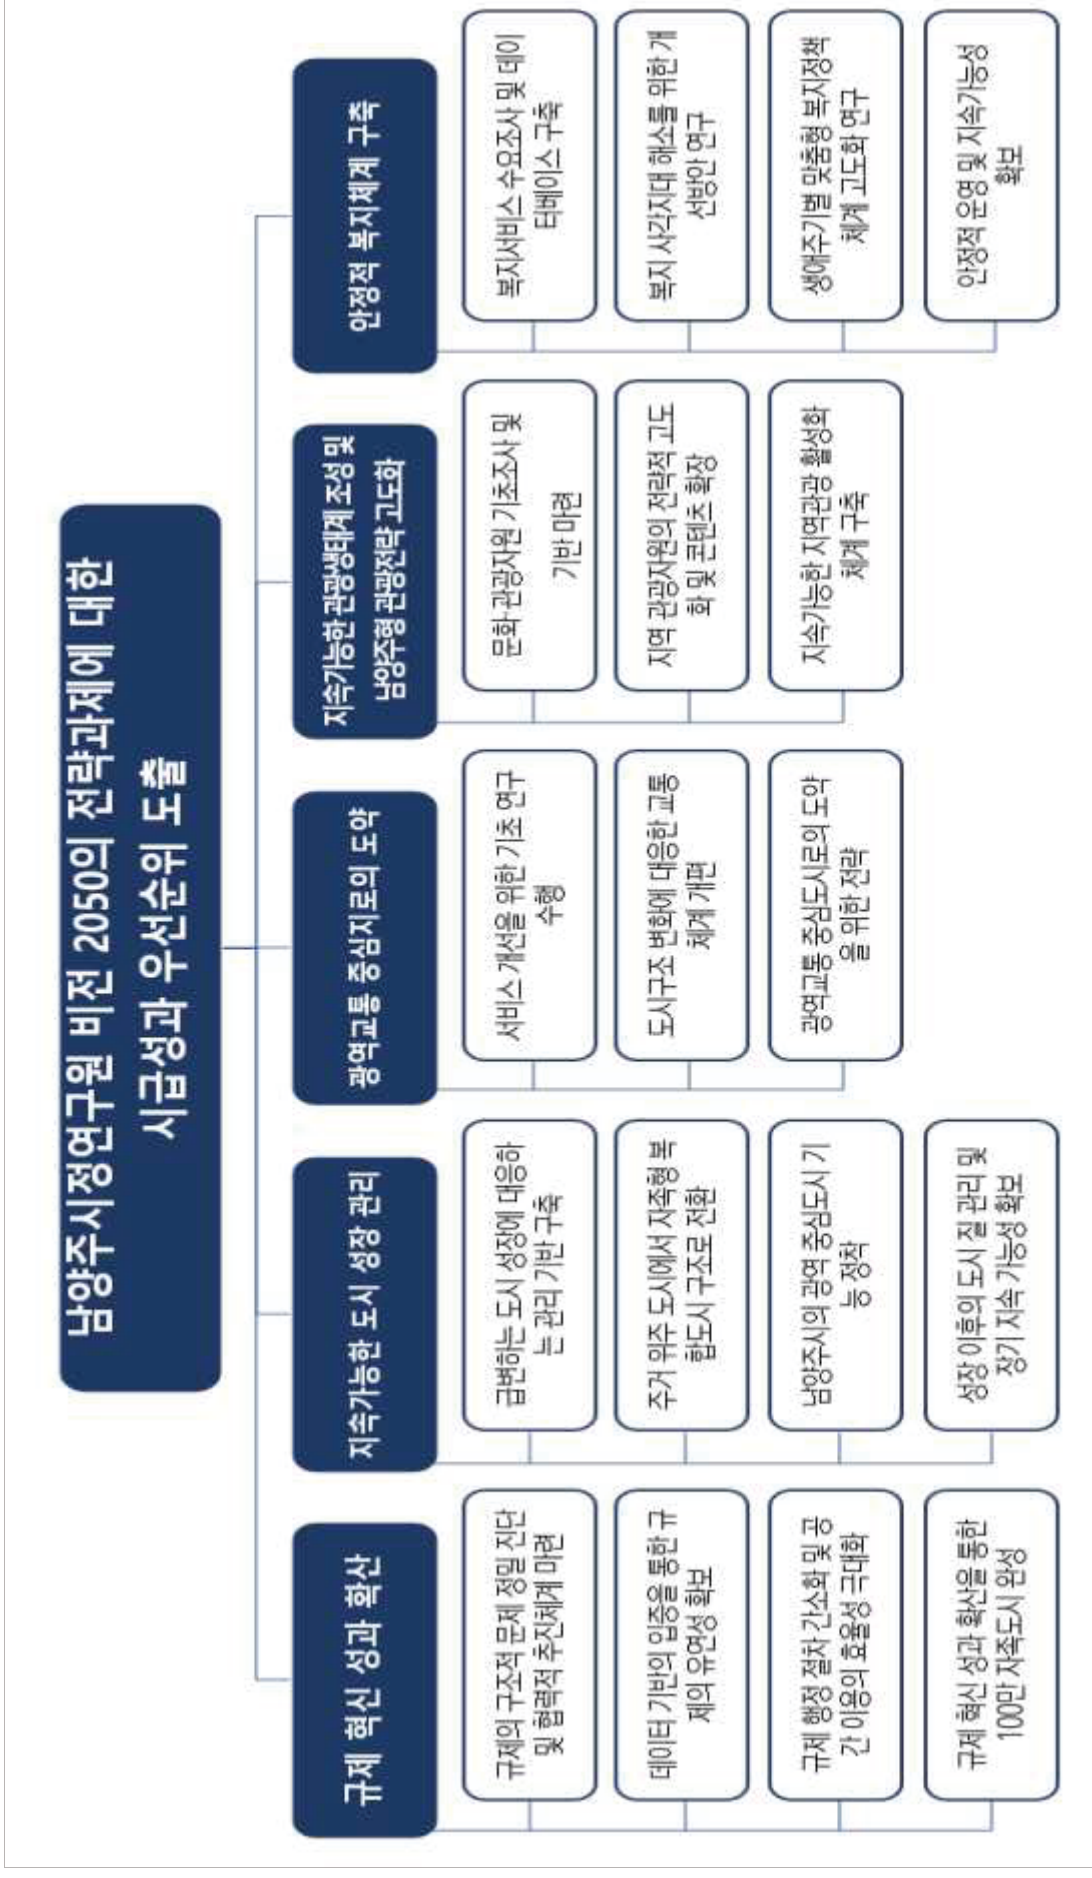 남양주시정연구원 비전 2050의 전략과제에 대한
시급성과 우선순위 도출
규제 혁신 성과 확산
규제의 구조적 문제 정밀 진단
및 협력적 추진체계 마련
데이터 기반의 입증을 통한 규
제의 유연성 확보
규제 행정 절차 간소화 및 공
간 이용의 효율성 극대화
규제 혁신 성과 확산을 통한
100만 자족도시 완성
지속가능한 도시 성장 관리
급변하는 도시 성장에 대응하
는 관리 기반 구축
주거 위주 도시에서 자족형 복
합도시 구조로 전환
남양주시의 광역 중심도시 기
능 정착
성장 이후의 도시 질 관리 및
장기 지속 가능성 확보
광역교통 중심지로의 도약
서비스 개선을 위한 기초 연구
수행
도시구조 변화에 대응한 교통
체계 개편
광역교통 중심도시로의 도약
을 위한 전략
지속가능한 관광생태계 조성 및
남양주형 관광전략 고도화
문화·관광자원 기초조사 및
기반 마련
지역 관광자원의 전략적 고도
화 및 콘텐츠 확장
지속가능한 지역관광 활성화
체계 구축
안정적 복지체계 구축
복지서비스 수요조사 및 데이
터베이스 구축
복지 사각지대 해소를 위한 개
선방안 연구
생애주기별 맞춤형 복지정책
체계 고도화 연구
안정적 운영 및 지속가능성
확보